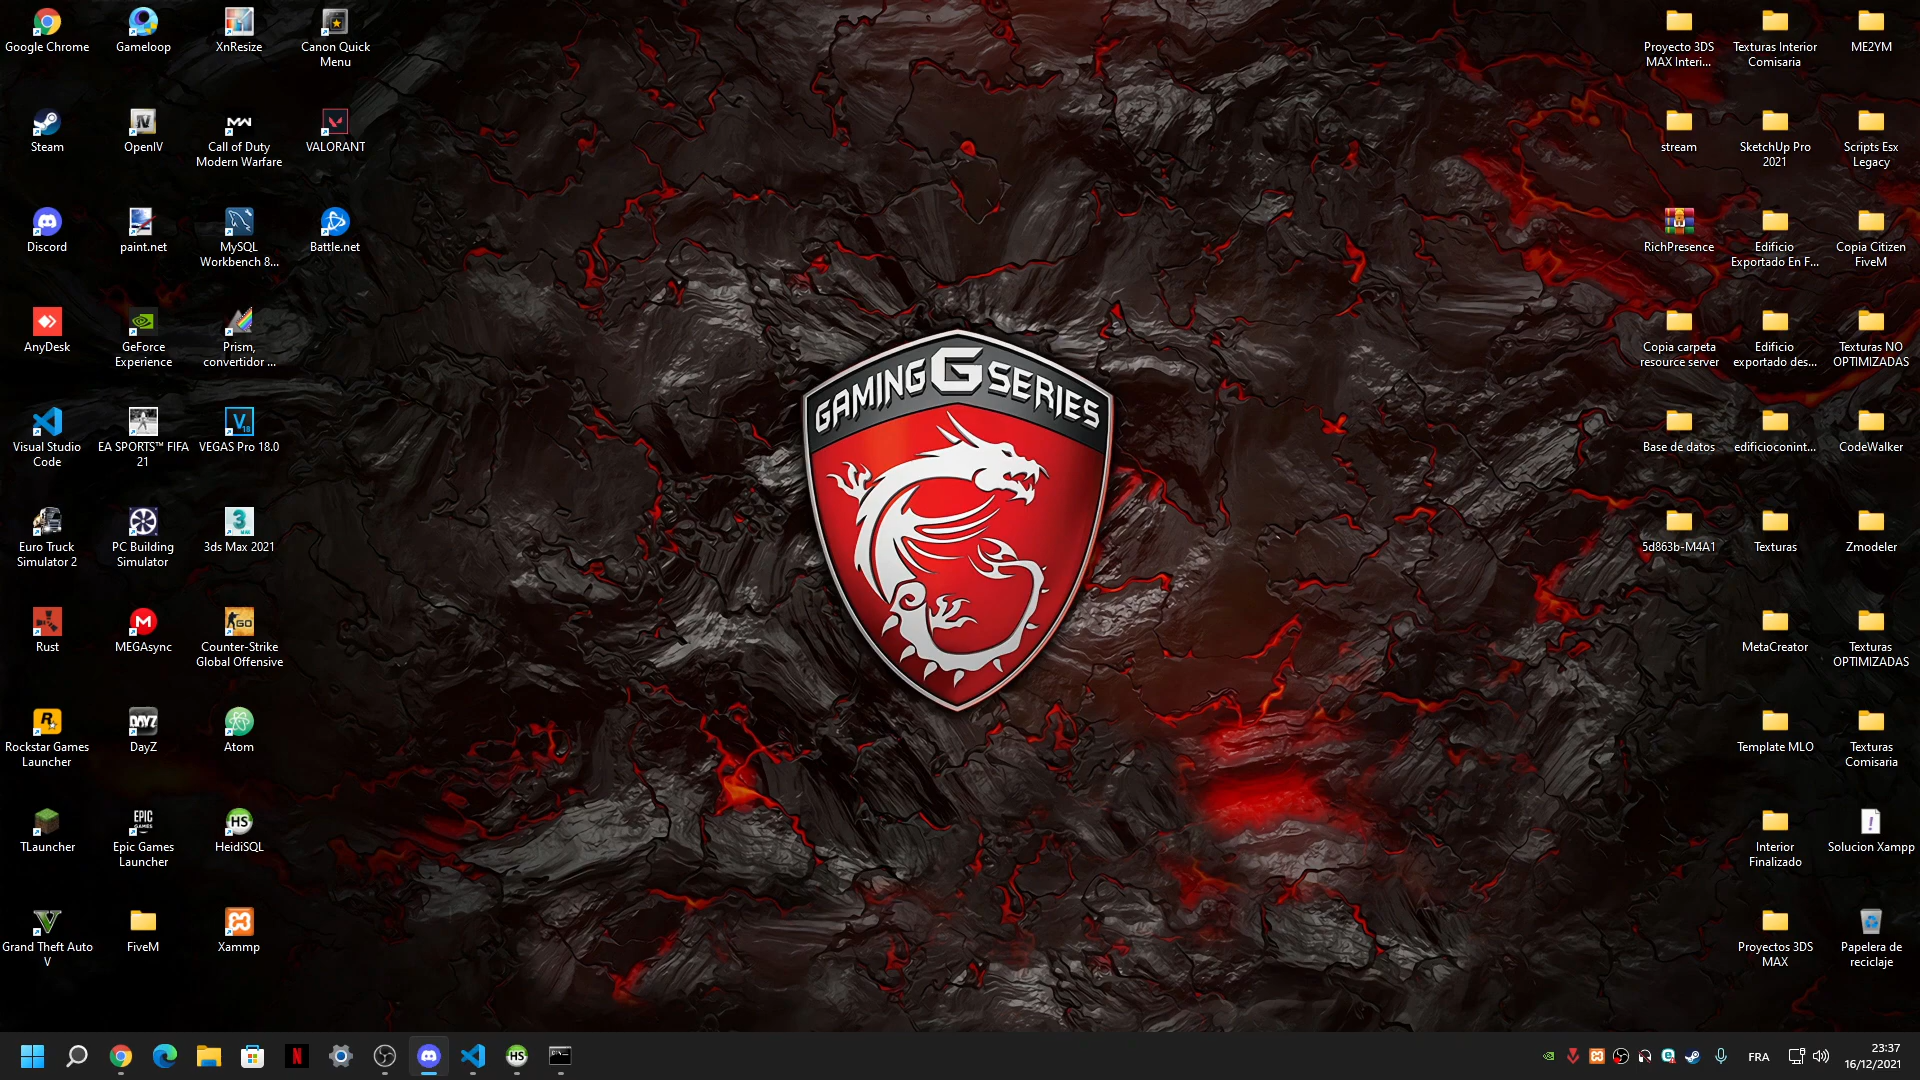 Google Chrome
Gameloop
XnResize
Canon Quick
Menu
Steam
OpenIV
Call of Duty
Modern Warfare
VALORANT
Discord
paint.net
MySQL
Workbench 8...
Battle.net
AnyDesk
GeForce
Experience
Prism,
convertidor ...
Visual Studio
Code
EA SPORTS™ FIFA
21
VEGAS Pro 18.0
Euro Truck
Simulator 2
PC Building
Simulator
3ds Max 2021
Rust
MEGAsync
Counter-Strike
Global Offensive
Rockstar Games
Launcher
DayZ
Atom
TLauncher
Epic Games
Launcher
HeidiSQL
Grand Theft Auto
V
FiveM
Xammp
GAMING G SERIES
Proyecto 3DS
MAX Interi...
Texturas Interior
Comisaria
ME2YM
stream
SketchUp Pro
2021
Scripts Esx
Legacy
RichPresence
Edificio
Exportado En F...
Copia Citizen
FiveM
Copia carpeta
resource server
Edificio
exportado des...
Texturas NO
OPTIMIZADAS
Base de datos
edificioconint...
CodeWalker
5d863b-M4A1
Texturas
Zmodeler
MetaCreator
Texturas
OPTIMIZADAS
Template MLO
Texturas
Comisaria
Interior
Finalizado
Solucion Xampp
Proyectos 3DS
MAX
Papelera de
reciclaje
FRA
23:37
16/12/2021